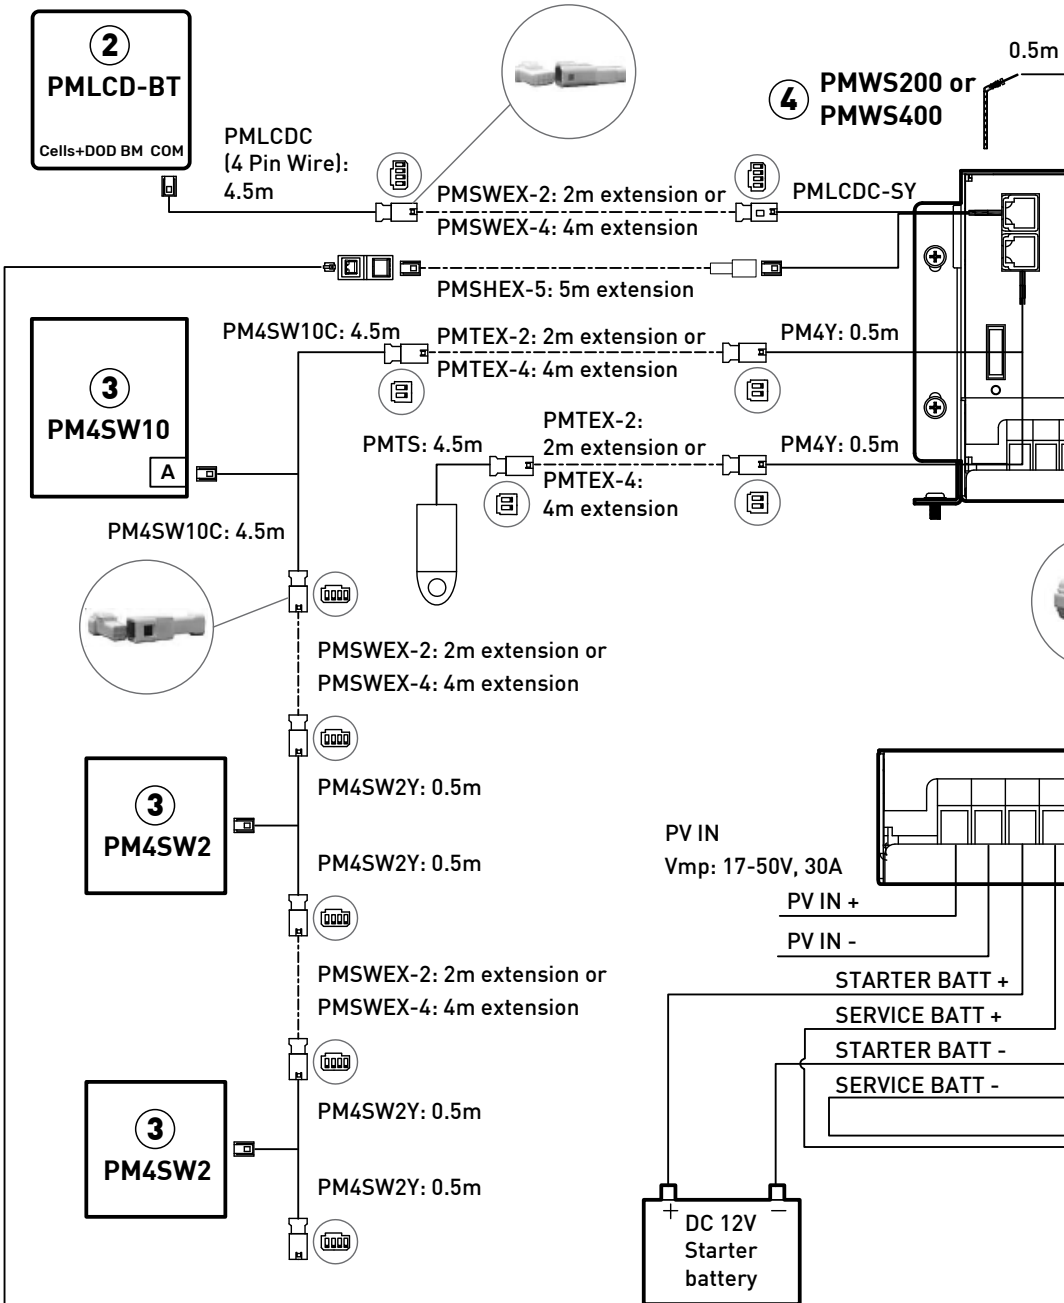 2
PMLCD-BT
Cells+DOD BM COM
PMLCDC
(4 Pin Wire):
4.5m
4
PMWS200 or
PMWS400
0.5m
PMSWEX-2: 2m extension or
PMSWEX-4: 4m extension
PMLCDC-SY
PMSHEX-5: 5m extension
3
PM4SW10
A
PM4SW10C: 4.5m
PMTEX-2: 2m extension or
PMTEX-4: 4m extension
PM4Y: 0.5m
PMTS: 4.5m
PMTEX-2:
2m extension or
PMTEX-4:
4m extension
PM4Y: 0.5m
PM4SW10C: 4.5m
PMSWEX-2: 2m extension or
PMSWEX-4: 4m extension
3
PM4SW2
PM4SW2Y: 0.5m
PM4SW2Y: 0.5m
PMSWEX-2: 2m extension or
PMSWEX-4: 4m extension
3
PM4SW2
PM4SW2Y: 0.5m
PM4SW2Y: 0.5m
PV IN
Vmp: 17-50V, 30A
PV IN +
PV IN -
STARTER BATT +
SERVICE BATT +
STARTER BATT -
SERVICE BATT -
+ −
DC 12V
Starter
battery